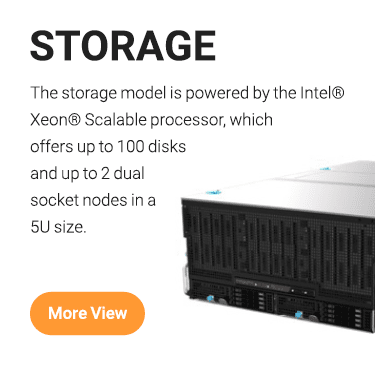 STORAGE
The storage model is powered by the Intel®
Xeon® Scalable processor, which
offers up to 100 disks
and up to 2 dual
socket nodes in a
5U size.
More View